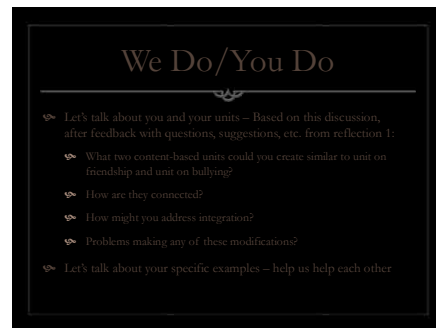 We Do/You Do
Let's talk about you and your units – Based on this discussion,
after feedback with questions, suggestions, etc. from reflection 1:
What two content-based units could you create similar to unit on
friendship and unit on bullying?
How are they connected?
How might you address integration?
Problems making any of these modifications?
Let's talk about your specific examples – help us help each other